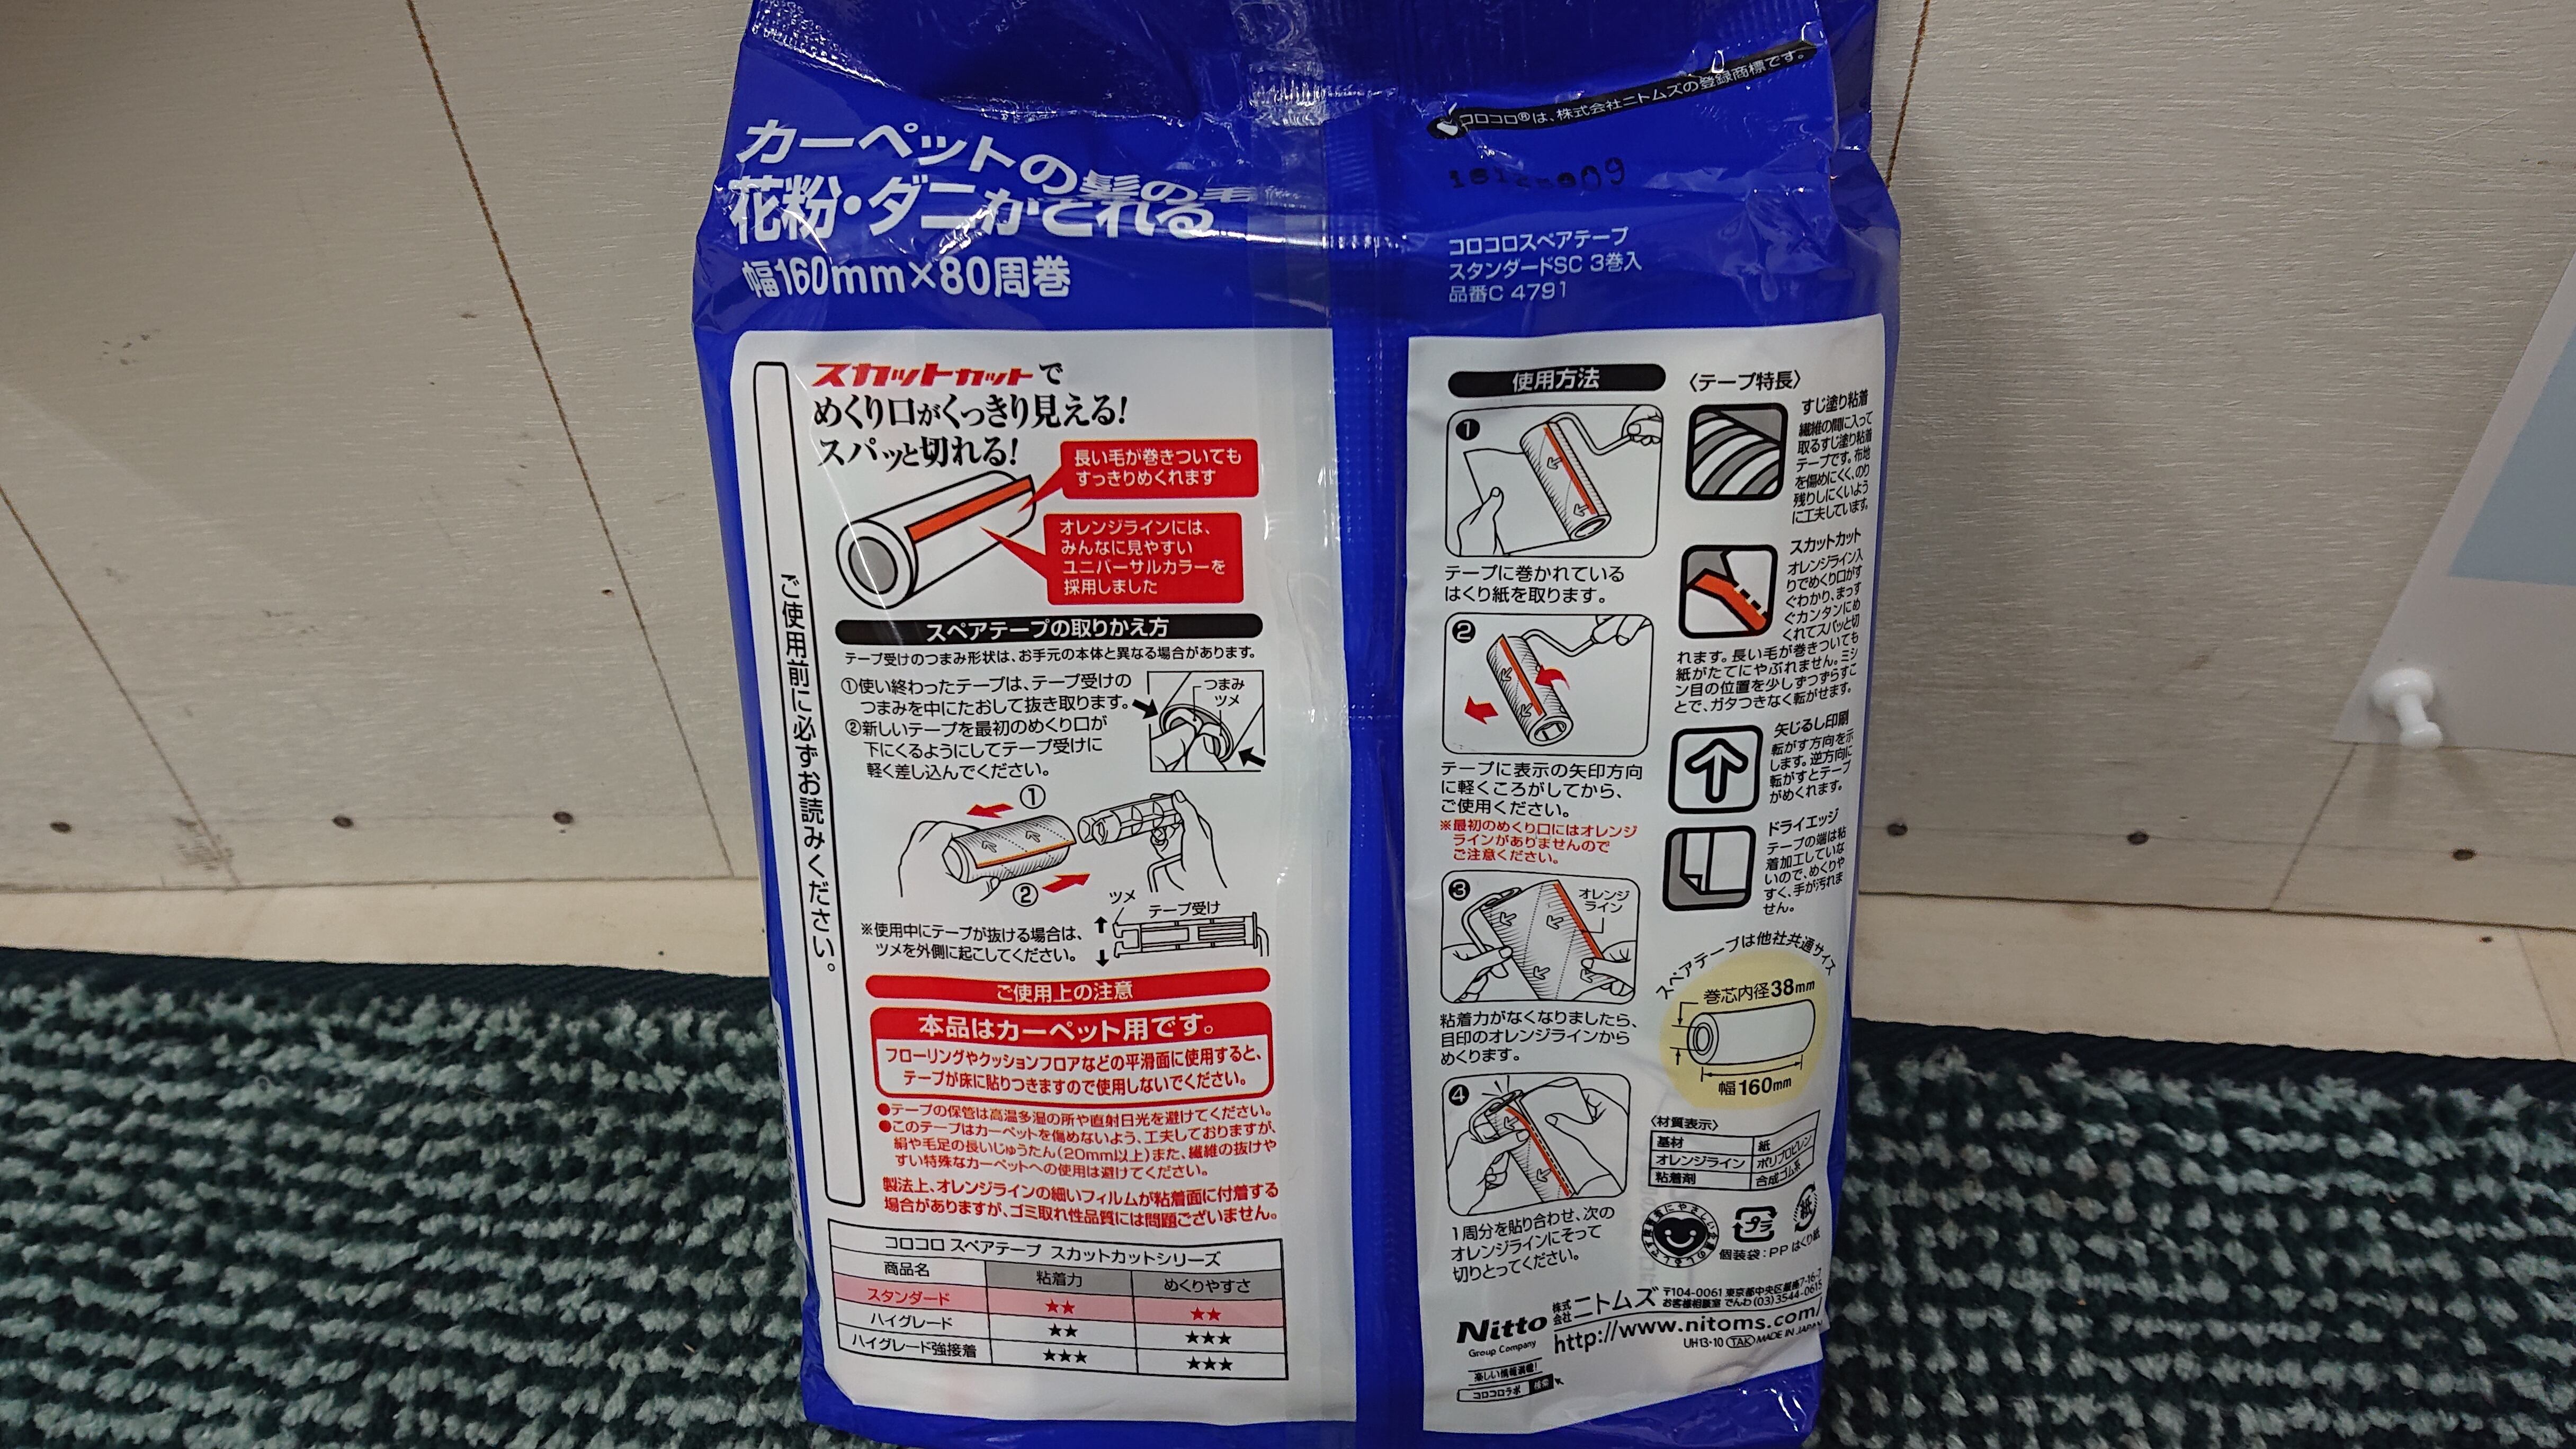 カーペットの髪の毛
花粉・ダニがとれる
幅160mm×80周巻
ご使用前に必ずお読みください。
スカットカットで
めくり口がくっきり見える!
スパッと切れる!
長い毛が巻きついても
すっきりめくれます
オレンジラインには、
みんなに見やすい
ユニバーサルカラーを
採用しました
スペアテープの取りかえ方
テープ受けのつまみ形状は、お手元の本体と異なる場合があります。
①使い終わったテープは、テープ受けの
つまみを中にたおして抜き取ります。
②新しいテープを最初のめくり口が
下にくるようにしてテープ受けに
軽く差し込んでください。
つまみ
ツメ
①
②
ツメ
テープ受け
※使用中にテープが抜ける場合は、
ツメを外側に起こしてください。
ご使用上の注意
本品はカーペット用です。
フローリングやクッションフロアなどの平滑面に使用すると、
テープが床に貼りつきますので使用しないでください。
●テープの保管は高温多湿の所や直射日光を避けてください。
●このテープはカーペットを傷めないよう、工夫しておりますが、
絹や毛足の長いじゅうたん(20mm以上)また、繊維の抜けや
すい特殊なカーペットへの使用は避けてください。
製法上、オレンジラインの細いフィルムが粘着面に付着する
場合がありますが、ゴミ取れ性品質には問題ございません。
コロコロ スペアテープ スカットカットシリーズ
商品名 粘着力 めくりやすさ
スタンダード ★★ ★★
ハイグレード ★★ ★★★
ハイグレード強接着 ★★★ ★★★
コロコロ®は、株式会社ニトムズの登録商標です。
コロコロスペアテープ
スタンダードSC 3巻入
品番C 4791
使用方法
1
テープに巻かれている
はくり紙を取ります。
2
テープに表示の矢印方向
に軽くころがしてから、
ご使用ください。
※最初のめくり口にはオレンジ
ラインがありませんので
ご注意ください。
3
オレンジ
ライン
粘着力がなくなりましたら、
目印のオレンジラインから
めくります。
4
1周分を貼り合わせ、次の
オレンジラインにそって
切りとってください。
〈テープ特長〉
すじ塗り粘着
繊維の間に入って
取るすじ塗り粘着
テープです。布地
を傷めにくく、のり
残りしにくいよう
に工夫しています。
スカットカット
オレンジライン入
りでめくり口がす
ぐわかり、まっす
ぐカンタンにめ
くれてスパッと切
れます。長い毛が巻きついても
紙がたてにやぶれません。ミシ
ン目の位置を少しずつずらすこ
とで、ガタつきなく転がせます。
矢じるし印刷
転がす方向を示
します。逆方向に
転がすとテープ
がめくれます。
ドライエッジ
テープの端は粘
着加工していな
いので、めくりや
すく、手が汚れま
せん。
スペアテープは他社共通サイズ
巻芯内径38mm
幅160mm
〈材質表示〉
基材 紙
オレンジライン ポリプロピレン
粘着剤 合成ゴム系
プラ
紙
個装袋:PP はくり紙
Nitto
Group Company
株式会社 ニトムズ
〒104-0061 東京都中央区銀座7-16-7
お客様相談室 でんわ(03)3544-0615
http://www.nitoms.com/
UH13-10 TAK MADE IN JAPAN
楽しい情報満載!
コロコロラボ 検索